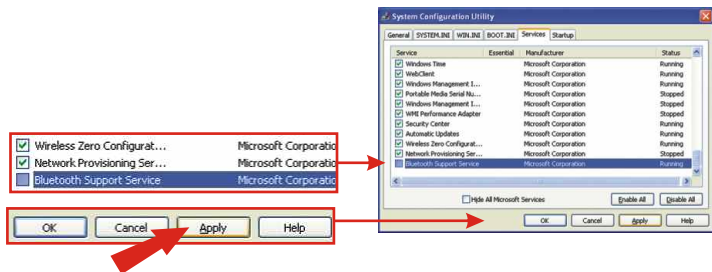 System Configuration Utility
General SYSTEM.INI WIN.INI BOOT.INI Services Startup
Service Essential Manufacturer Status
Windows Time Microsoft Corporation Running
WebClient Microsoft Corporation Running
Windows Management I... Microsoft Corporation Running
Portable Media Serial Nu... Microsoft Corporation Stopped
Windows Management I... Microsoft Corporation Stopped
WMI Performance Adapter Microsoft Corporation Stopped
Security Center Microsoft Corporation Running
Automatic Updates Microsoft Corporation Running
Wireless Zero Configurat... Microsoft Corporation Running
Network Provisioning Ser... Microsoft Corporation Stopped
Bluetooth Support Service Microsoft Corporation Running
Hide All Microsoft Services Enable All Disable All
OK Cancel Apply Help
Wireless Zero Configurat... Microsoft Corporatio
Network Provisioning Ser... Microsoft Corporatio
Bluetooth Support Service Microsoft Corporatio
OK Cancel Apply Help